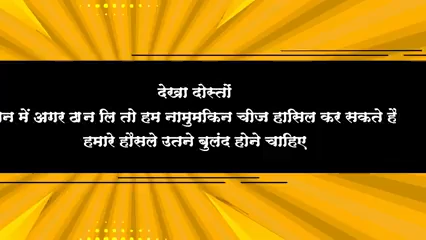 देखा दोस्तों
में अगर ठान लि तो हम नामुमकिन चीज हासिल कर सकते है
हमारे हौसले उतने बुलंद होने चाहिए